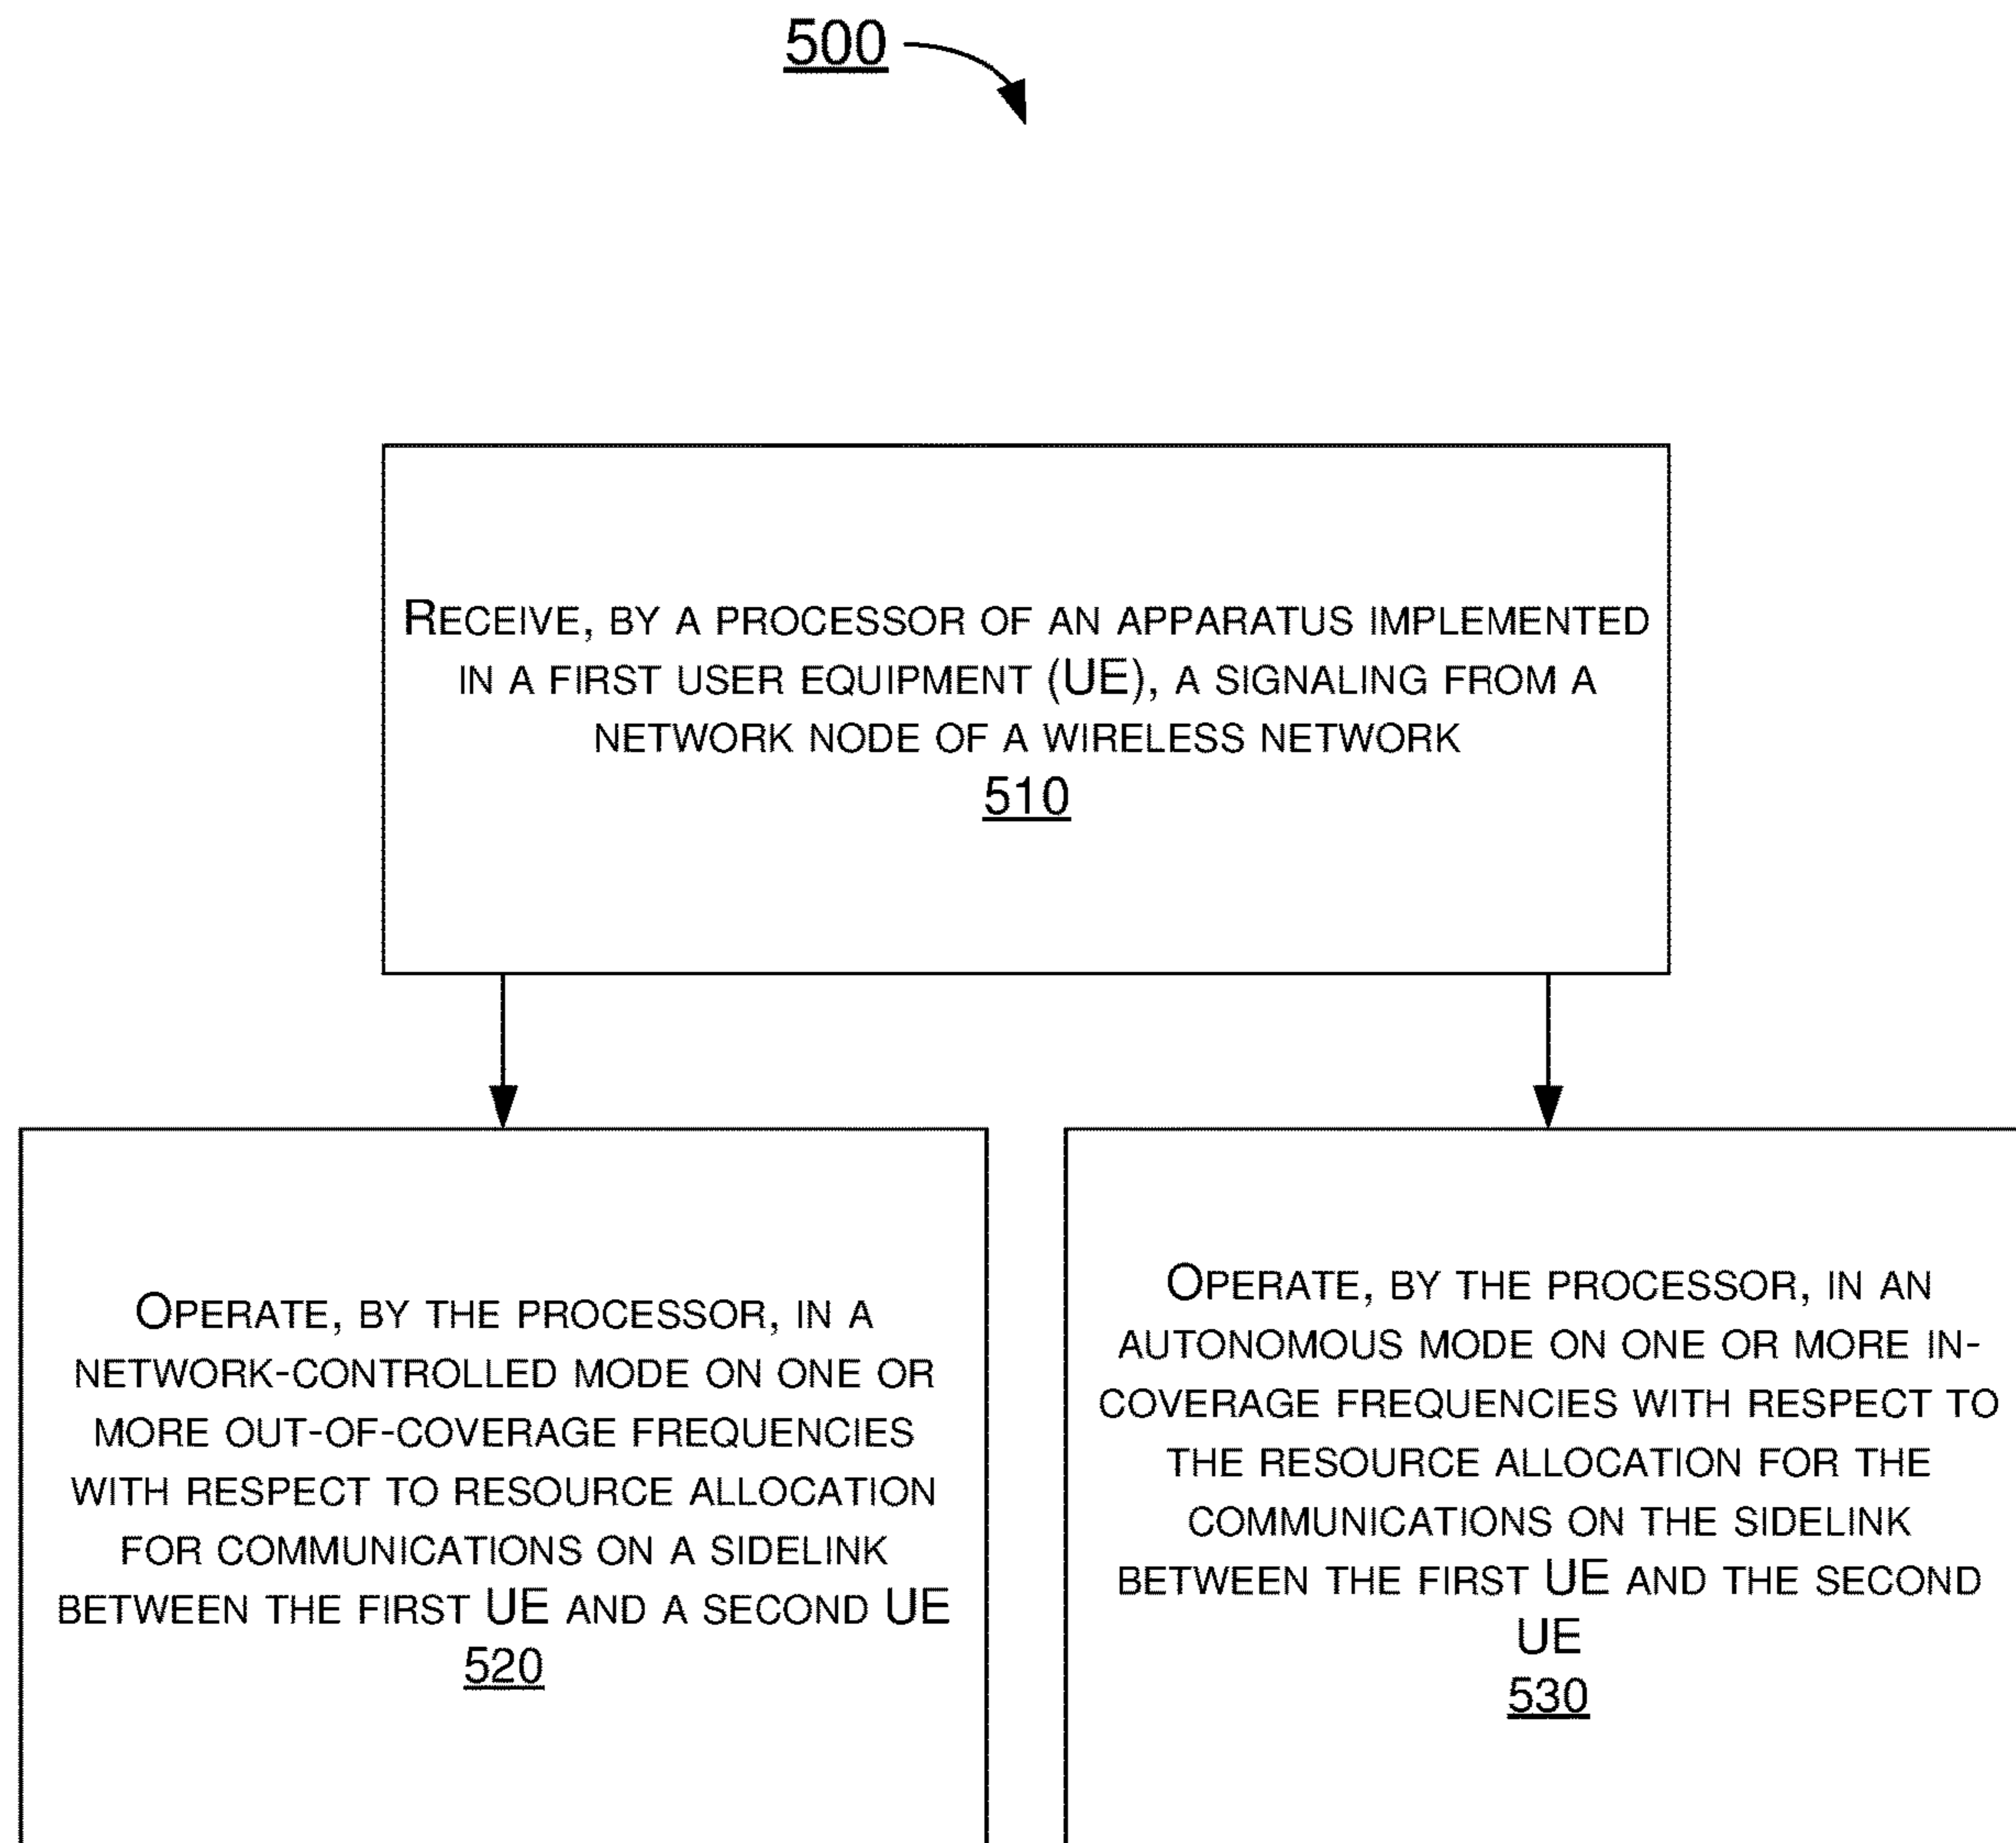 500
RECEIVE, BY A PROCESSOR OF AN APPARATUS IMPLEMENTED
IN A FIRST USER EQUIPMENT (UE), A SIGNALING FROM A
NETWORK NODE OF A WIRELESS NETWORK
510
OPERATE, BY THE PROCESSOR, IN A
NETWORK-CONTROLLED MODE ON ONE OR
MORE OUT-OF-COVERAGE FREQUENCIES
WITH RESPECT TO RESOURCE ALLOCATION
FOR COMMUNICATIONS ON A SIDELINK
BETWEEN THE FIRST UE AND A SECOND UE
520
OPERATE, BY THE PROCESSOR, IN AN
AUTONOMOUS MODE ON ONE OR MORE IN-
COVERAGE FREQUENCIES WITH RESPECT TO
THE RESOURCE ALLOCATION FOR THE
COMMUNICATIONS ON THE SIDELINK
BETWEEN THE FIRST UE AND THE SECOND
UE
530